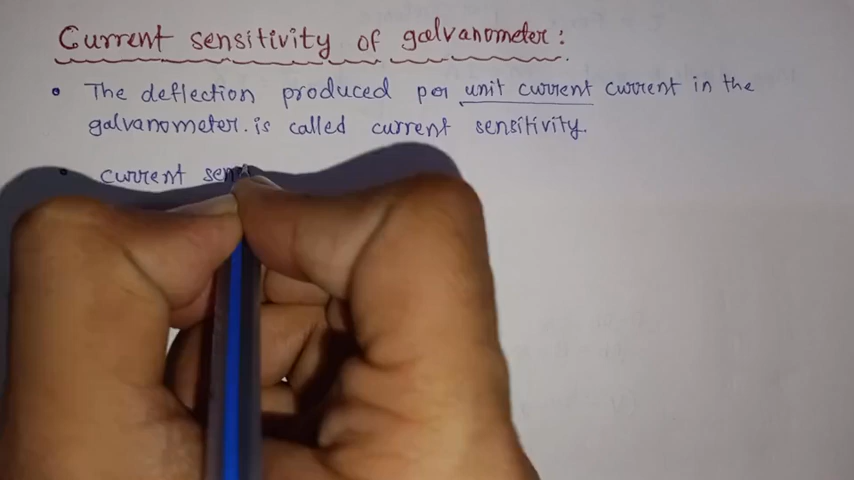 Current sensitivity of galvanometer:
• The deflection produced per unit current current in the
galvanometer. is called current sensitivity.
• current sen